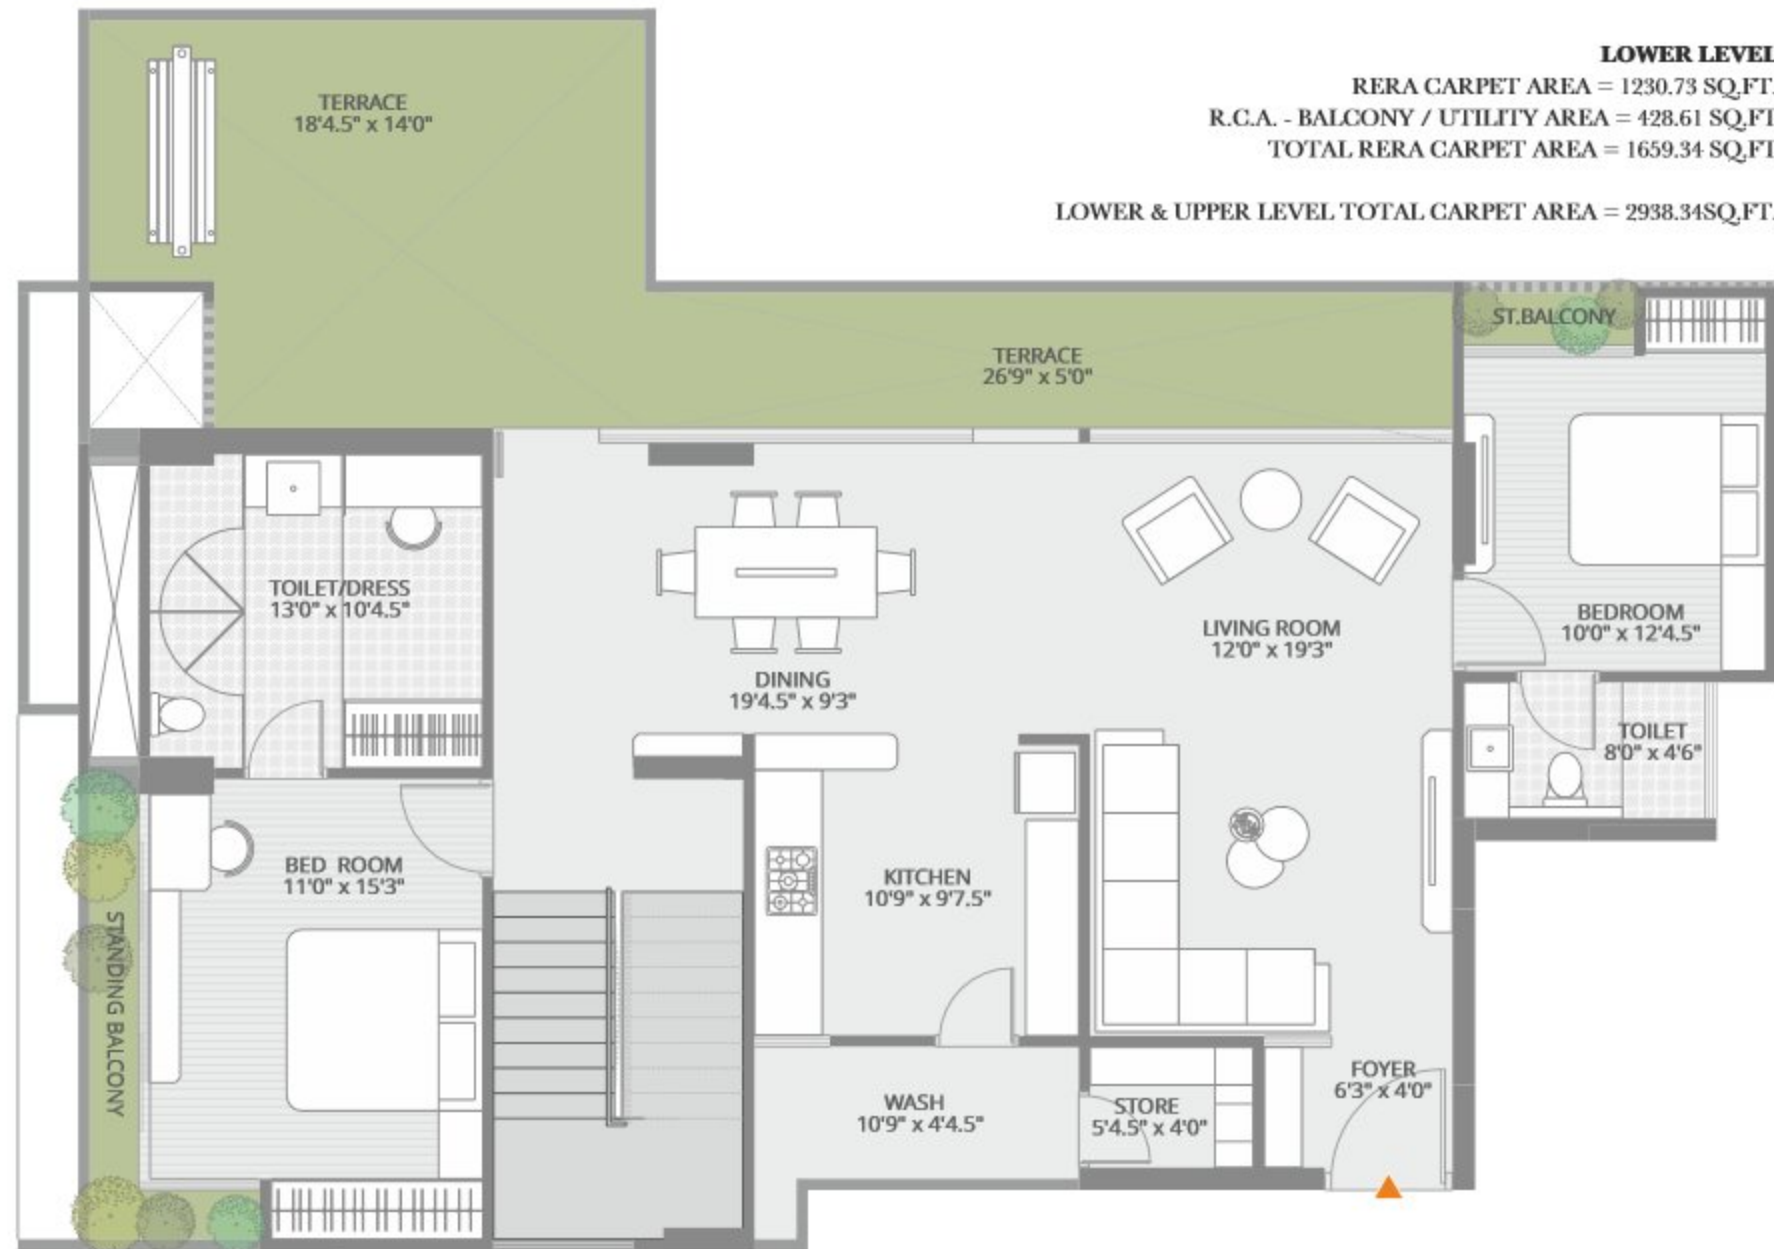 LOWER LEVEL
RERA CARPET AREA = 1230.73 SQ.FT.
R.C.A. - BALCONY / UTILITY AREA = 428.61 SQ.FT
TOTAL RERA CARPET AREA = 1659.34 SQ.FT
LOWER & UPPER LEVEL TOTAL CARPET AREA = 2938.34SQ.FT.
TERRACE
18'4.5" x 14'0"
ST.BALCONY
TERRACE
26'9" x 5'0"
TOILET/DRESS
13'0" x 10'4.5"
BEDROOM
10'0" x 12'4.5"
LIVING ROOM
12'0" x 19'3"
DINING
19'4.5" x 9'3"
TOILET
8'0" x 4'6"
BED ROOM
11'0" x 15'3"
KITCHEN
10'9" x 9'7.5"
STANDING BALCONY
FOYER
6'3" x 4'0"
WASH
10'9" x 4'4.5"
STORE
5'4.5" x 4'0"